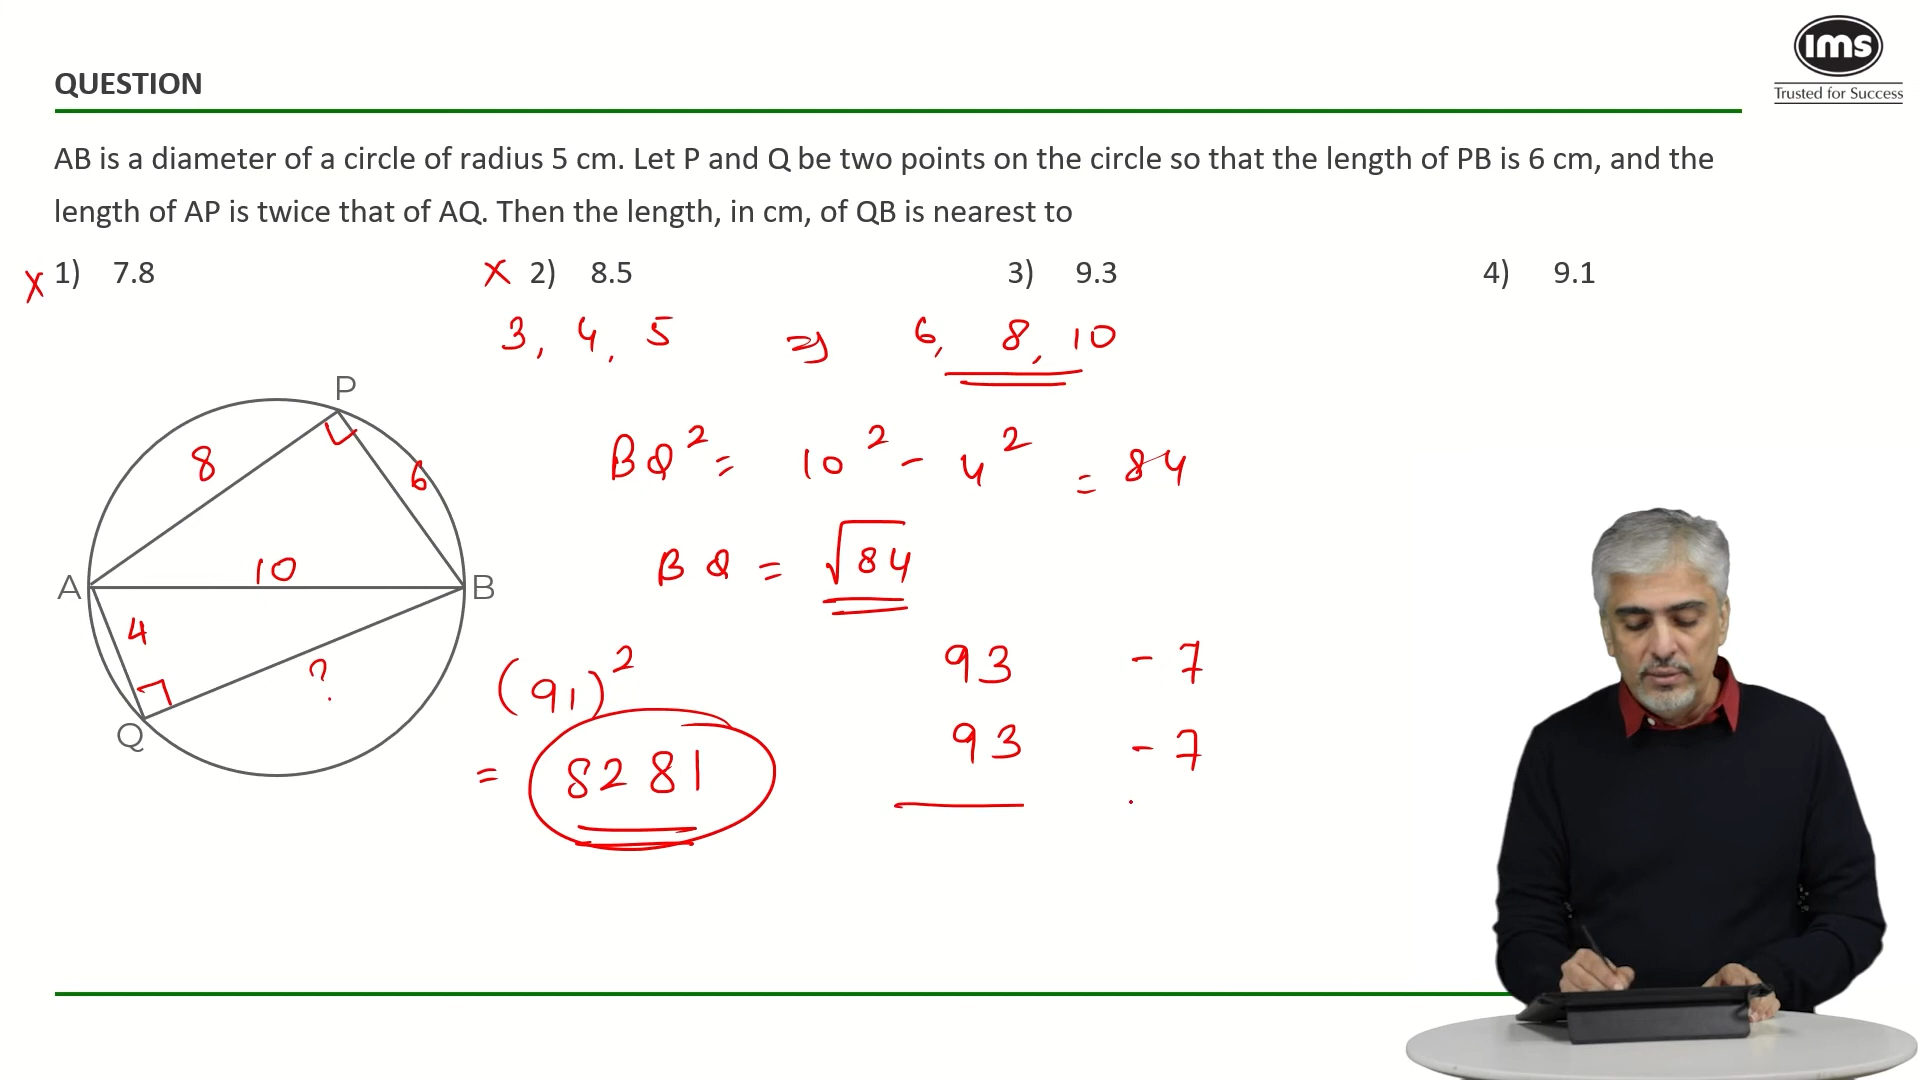 ims
Trusted for Success
QUESTION
AB is a diameter of a circle of radius 5 cm. Let P and Q be two points on the circle so that the length of PB is 6 cm, and the
length of AP is twice that of AQ. Then the length, in cm, of QB is nearest to
X 1) 7.8 X 2) 8.5 3) 9.3 4) 9.1
3, 4, 5 ⇒ 6, 8, 10
P
8
6
BQ² = 10² - 4² = 84
A
10
B
BQ = √84
4
?
Q
(91)²
= 8281
93 - 7
93 - 7